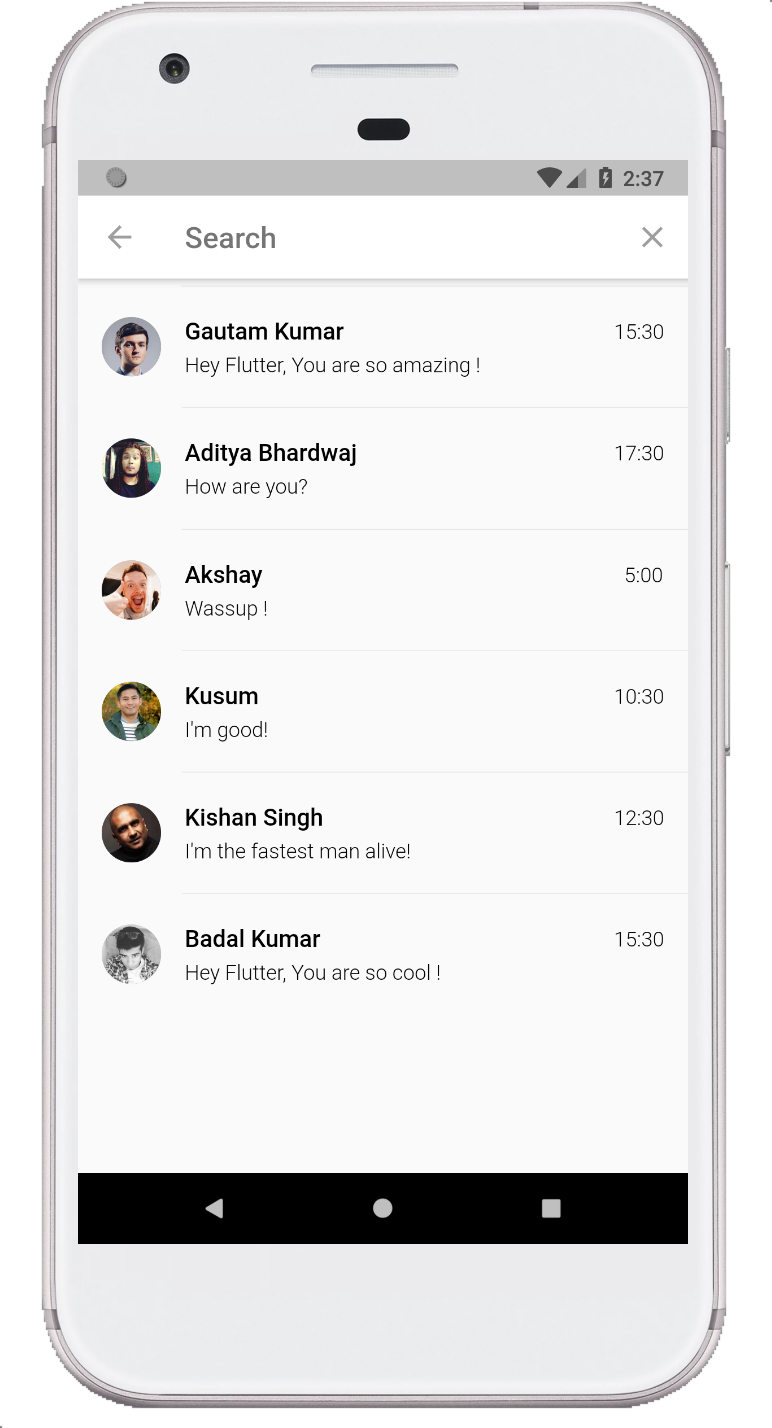 2:37
Search
Gautam Kumar 15:30
Hey Flutter, You are so amazing !
Aditya Bhardwaj 17:30
How are you?
Akshay 5:00
Wassup !
Kusum 10:30
I'm good!
Kishan Singh 12:30
I'm the fastest man alive!
Badal Kumar 15:30
Hey Flutter, You are so cool !